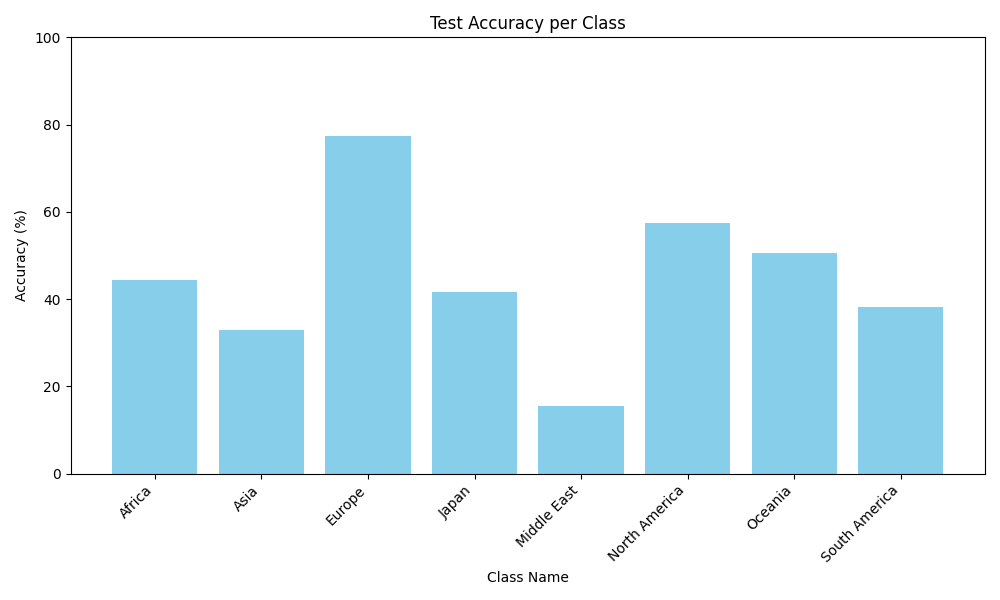 Test Accuracy per Class
100
80
60
40
20
0
Accuracy (%)
Africa
Asia
Europe
Japan
Middle East
North America
Oceania
South America
Class Name